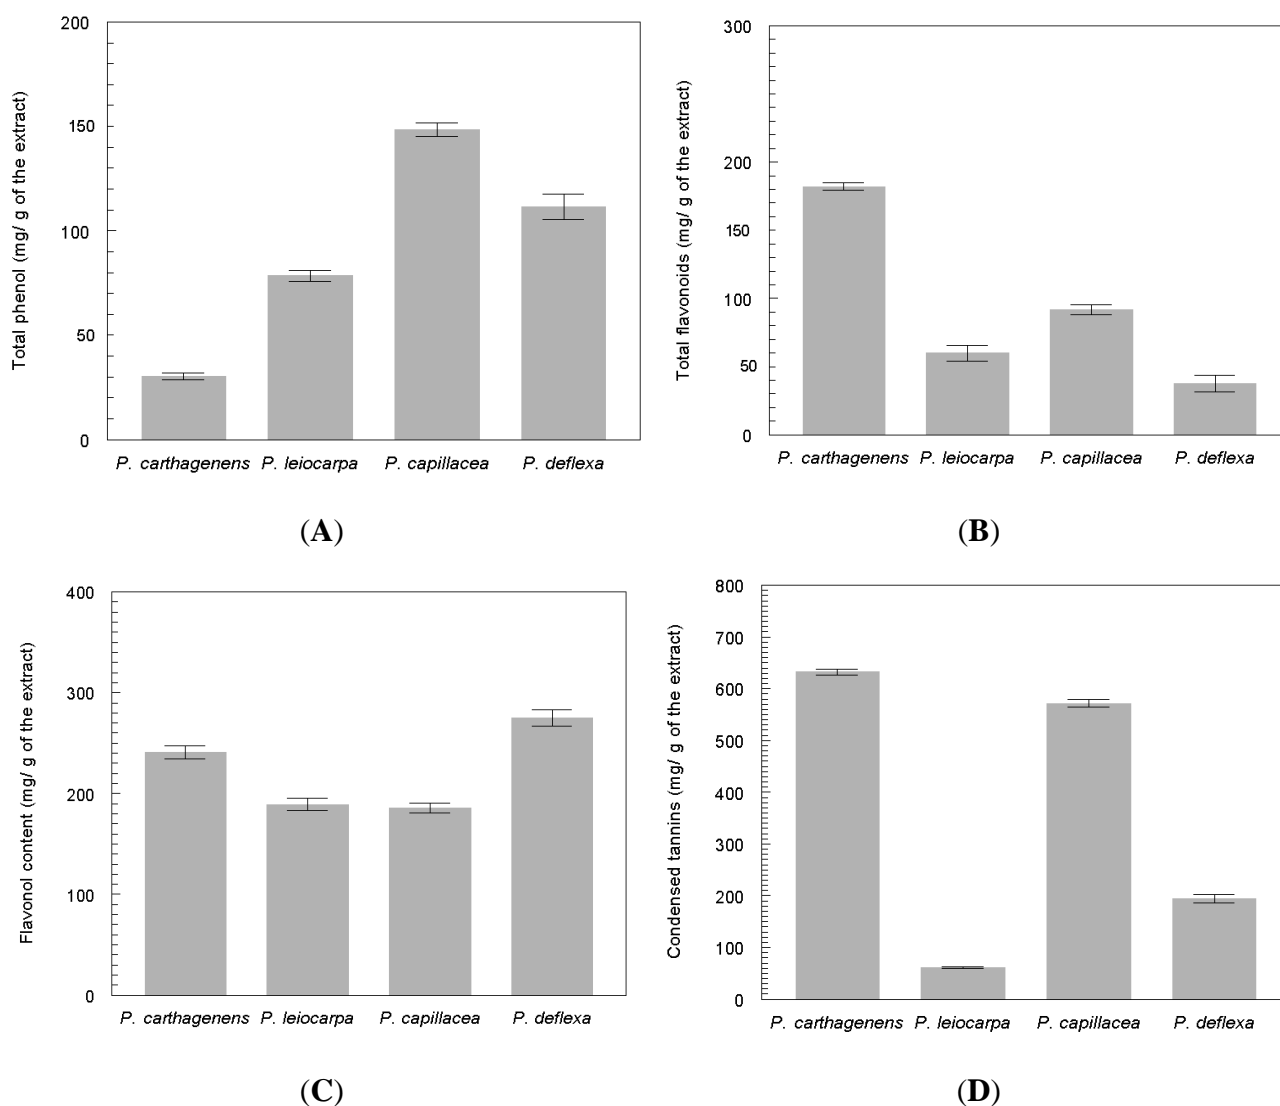 Total phenol (mg/ g of the extract)
200
150
100
50
0
P. carthagenens P. leiocarpa P. capillacea P. deflexa
(A)
Total flavonoids (mg/ g of the extract)
300
200
150
100
50
0
P. carthagenens P. leiocarpa P. capillacea P. deflexa
(B)
Flavonol content (mg/ g of the extract)
400
300
200
100
0
P. carthagenens P. leiocarpa P. capillacea P. deflexa
(C)
Condensed tannins (mg/ g of the extract)
800
700
600
500
400
300
200
100
0
P. carthagenens P. leiocarpa P. capillacea P. deflexa
(D)